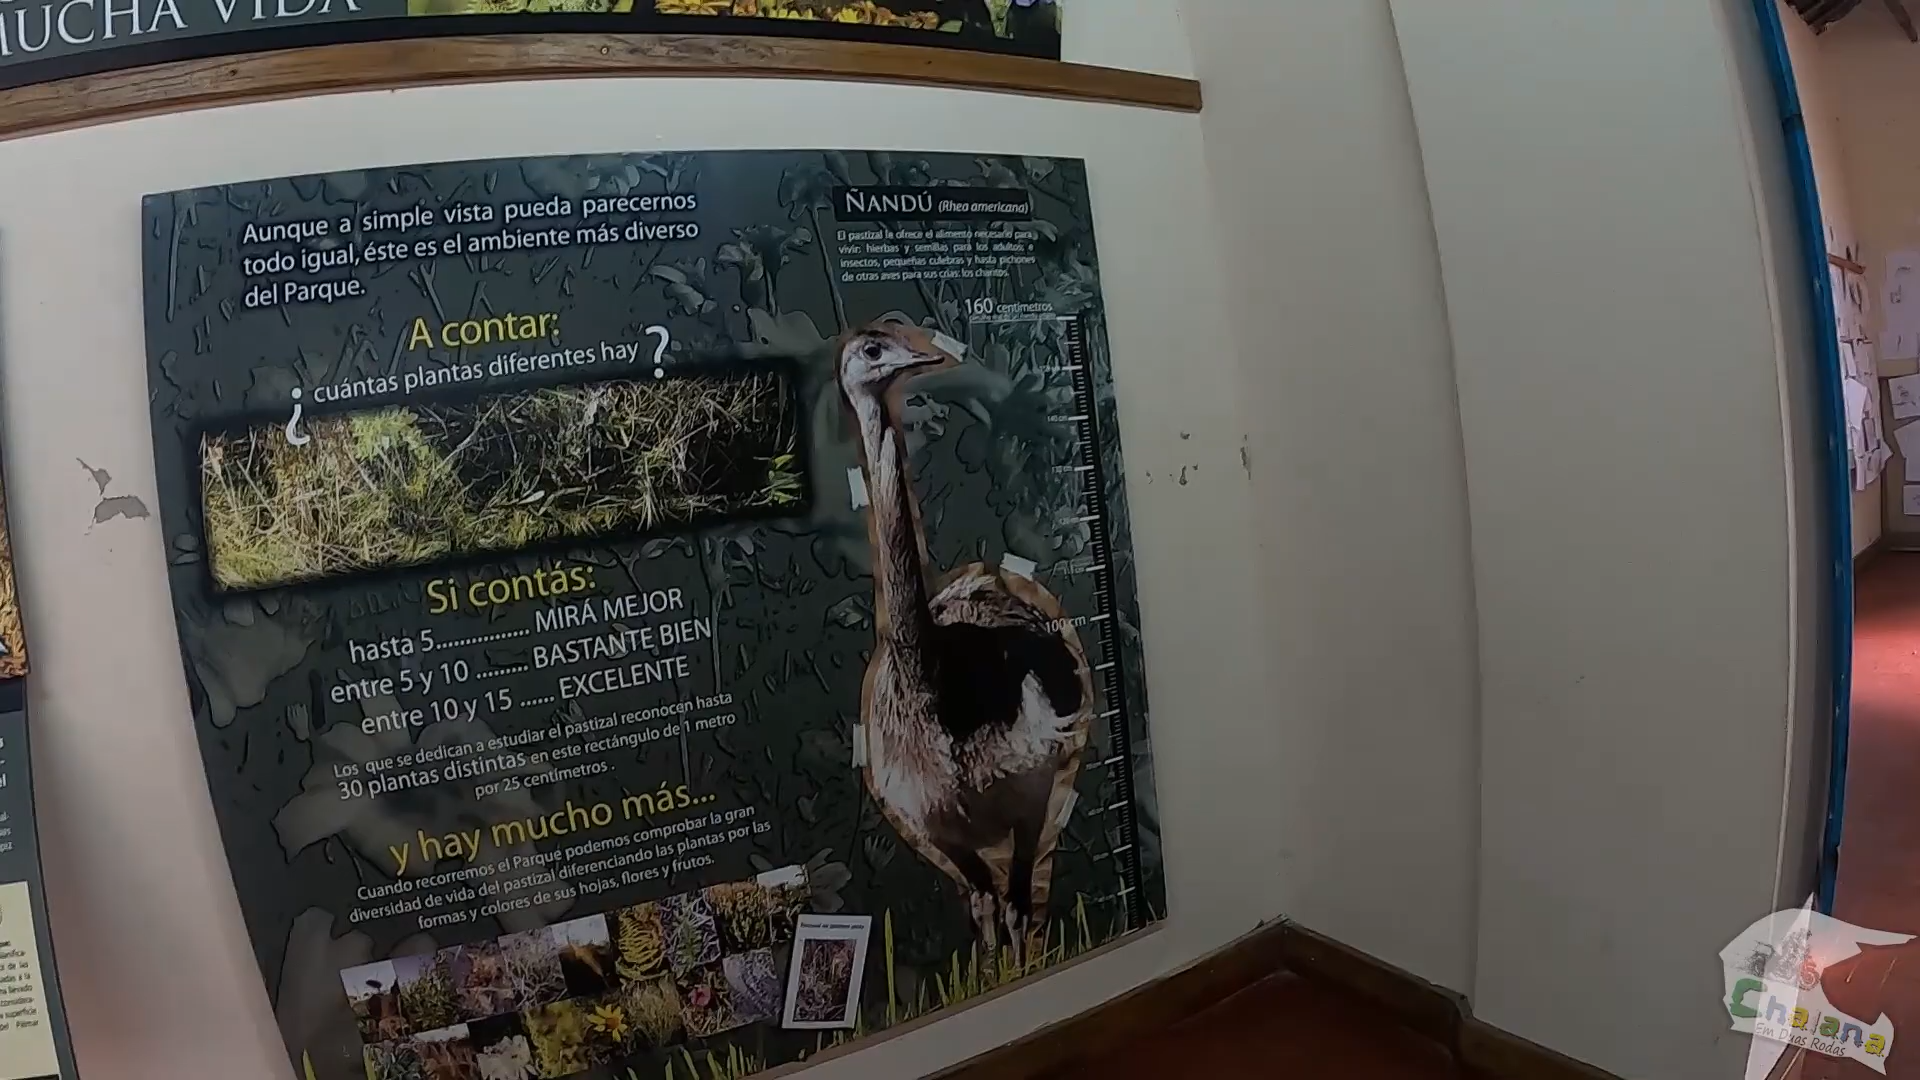 MUCHA VIDA
Aunque a simple vista pueda parecernos
todo igual, éste es el ambiente más diverso
del Parque.
A contar:
¿cuántas plantas diferentes hay?
Si contás:
hasta 5............... MIRÁ MEJOR
entre 5 y 10 ......... BASTANTE BIEN
entre 10 y 15 ...... EXCELENTE
Los que se dedican a estudiar el pastizal reconocen hasta
30 plantas distintas en este rectángulo de 1 metro
por 25 centímetros.
y hay mucho más...
Cuando recorremos el Parque podemos comprobar la gran
diversidad de vida del pastizal diferenciando las plantas por las
formas y colores de sus hojas, flores y frutos.
ÑANDÚ (Rhea americana)
El pastizal le ofrece el alimento necesario para
vivir: hierbas y semillas para los adultos; e
insectos, pequeñas culebras y hasta pichones
de otras aves para sus crías: los charitos.
160 centímetros
140 cm
100 cm
Chajana
Em Duas Rodas